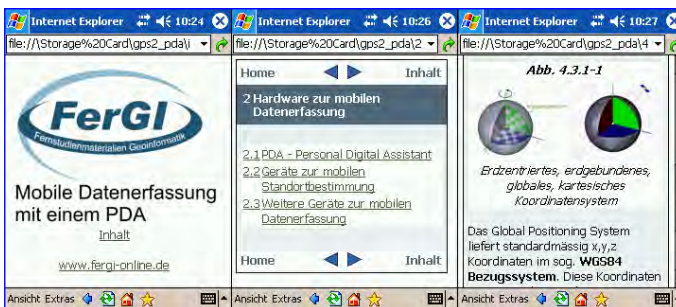 Internet Explorer 10:24
file://\Storage%20Card\gps2_pda\i
FerGI
Fernstudienmaterialien Geoinformatik
Mobile Datenerfassung
mit einem PDA
Inhalt
www.fergi-online.de
Ansicht Extras
Internet Explorer 10:26
file://\Storage%20Card\gps2_pda\2
Home Inhalt
2 Hardware zur mobilen
Datenerfassung
2.1 PDA - Personal Digital Assistant
2.2 Geräte zur mobilen
Standortbestimmung
2.3 Weitere Geräte zur mobilen
Datenerfassung
Home Inhalt
Ansicht Extras
Internet Explorer 10:27
file://\Storage%20Card\gps2_pda\4
Abb. 4.3.1-1
Erdzentriertes, erdgebundenes,
globales, kartesisches
Koordinatensystem
Das Global Positioning System
liefert standardmässig x,y,z
Koordinaten im sog. WGS84
Bezugssystem. Diese Koordinaten
Ansicht Extras